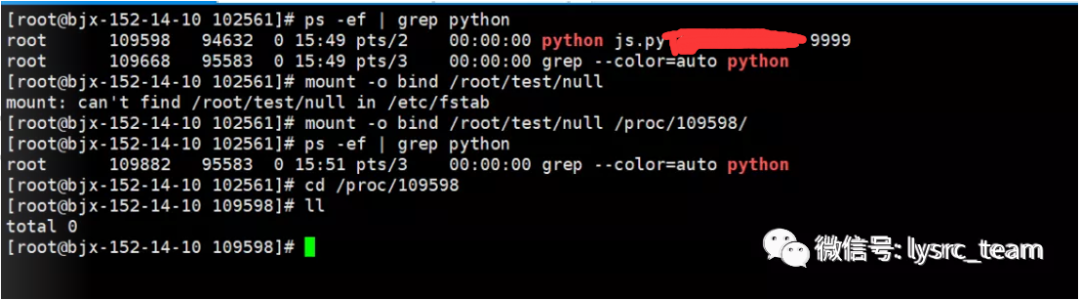 [root@bjx-152-14-10 102561]# ps -ef | grep python
root      109598  94632  0 15:49 pts/2    00:00:00 python js.py 9999
root      109668  95583  0 15:49 pts/3    00:00:00 grep --color=auto python
[root@bjx-152-14-10 102561]# mount -o bind /root/test/null
mount: can't find /root/test/null in /etc/fstab
[root@bjx-152-14-10 102561]# mount -o bind /root/test/null /proc/109598/
[root@bjx-152-14-10 102561]# ps -ef | grep python
root      109882  95583  0 15:51 pts/3    00:00:00 grep --color=auto python
[root@bjx-152-14-10 102561]# cd /proc/109598
[root@bjx-152-14-10 109598]# ll
total 0
[root@bjx-152-14-10 109598]#
微信号: lysrc_team